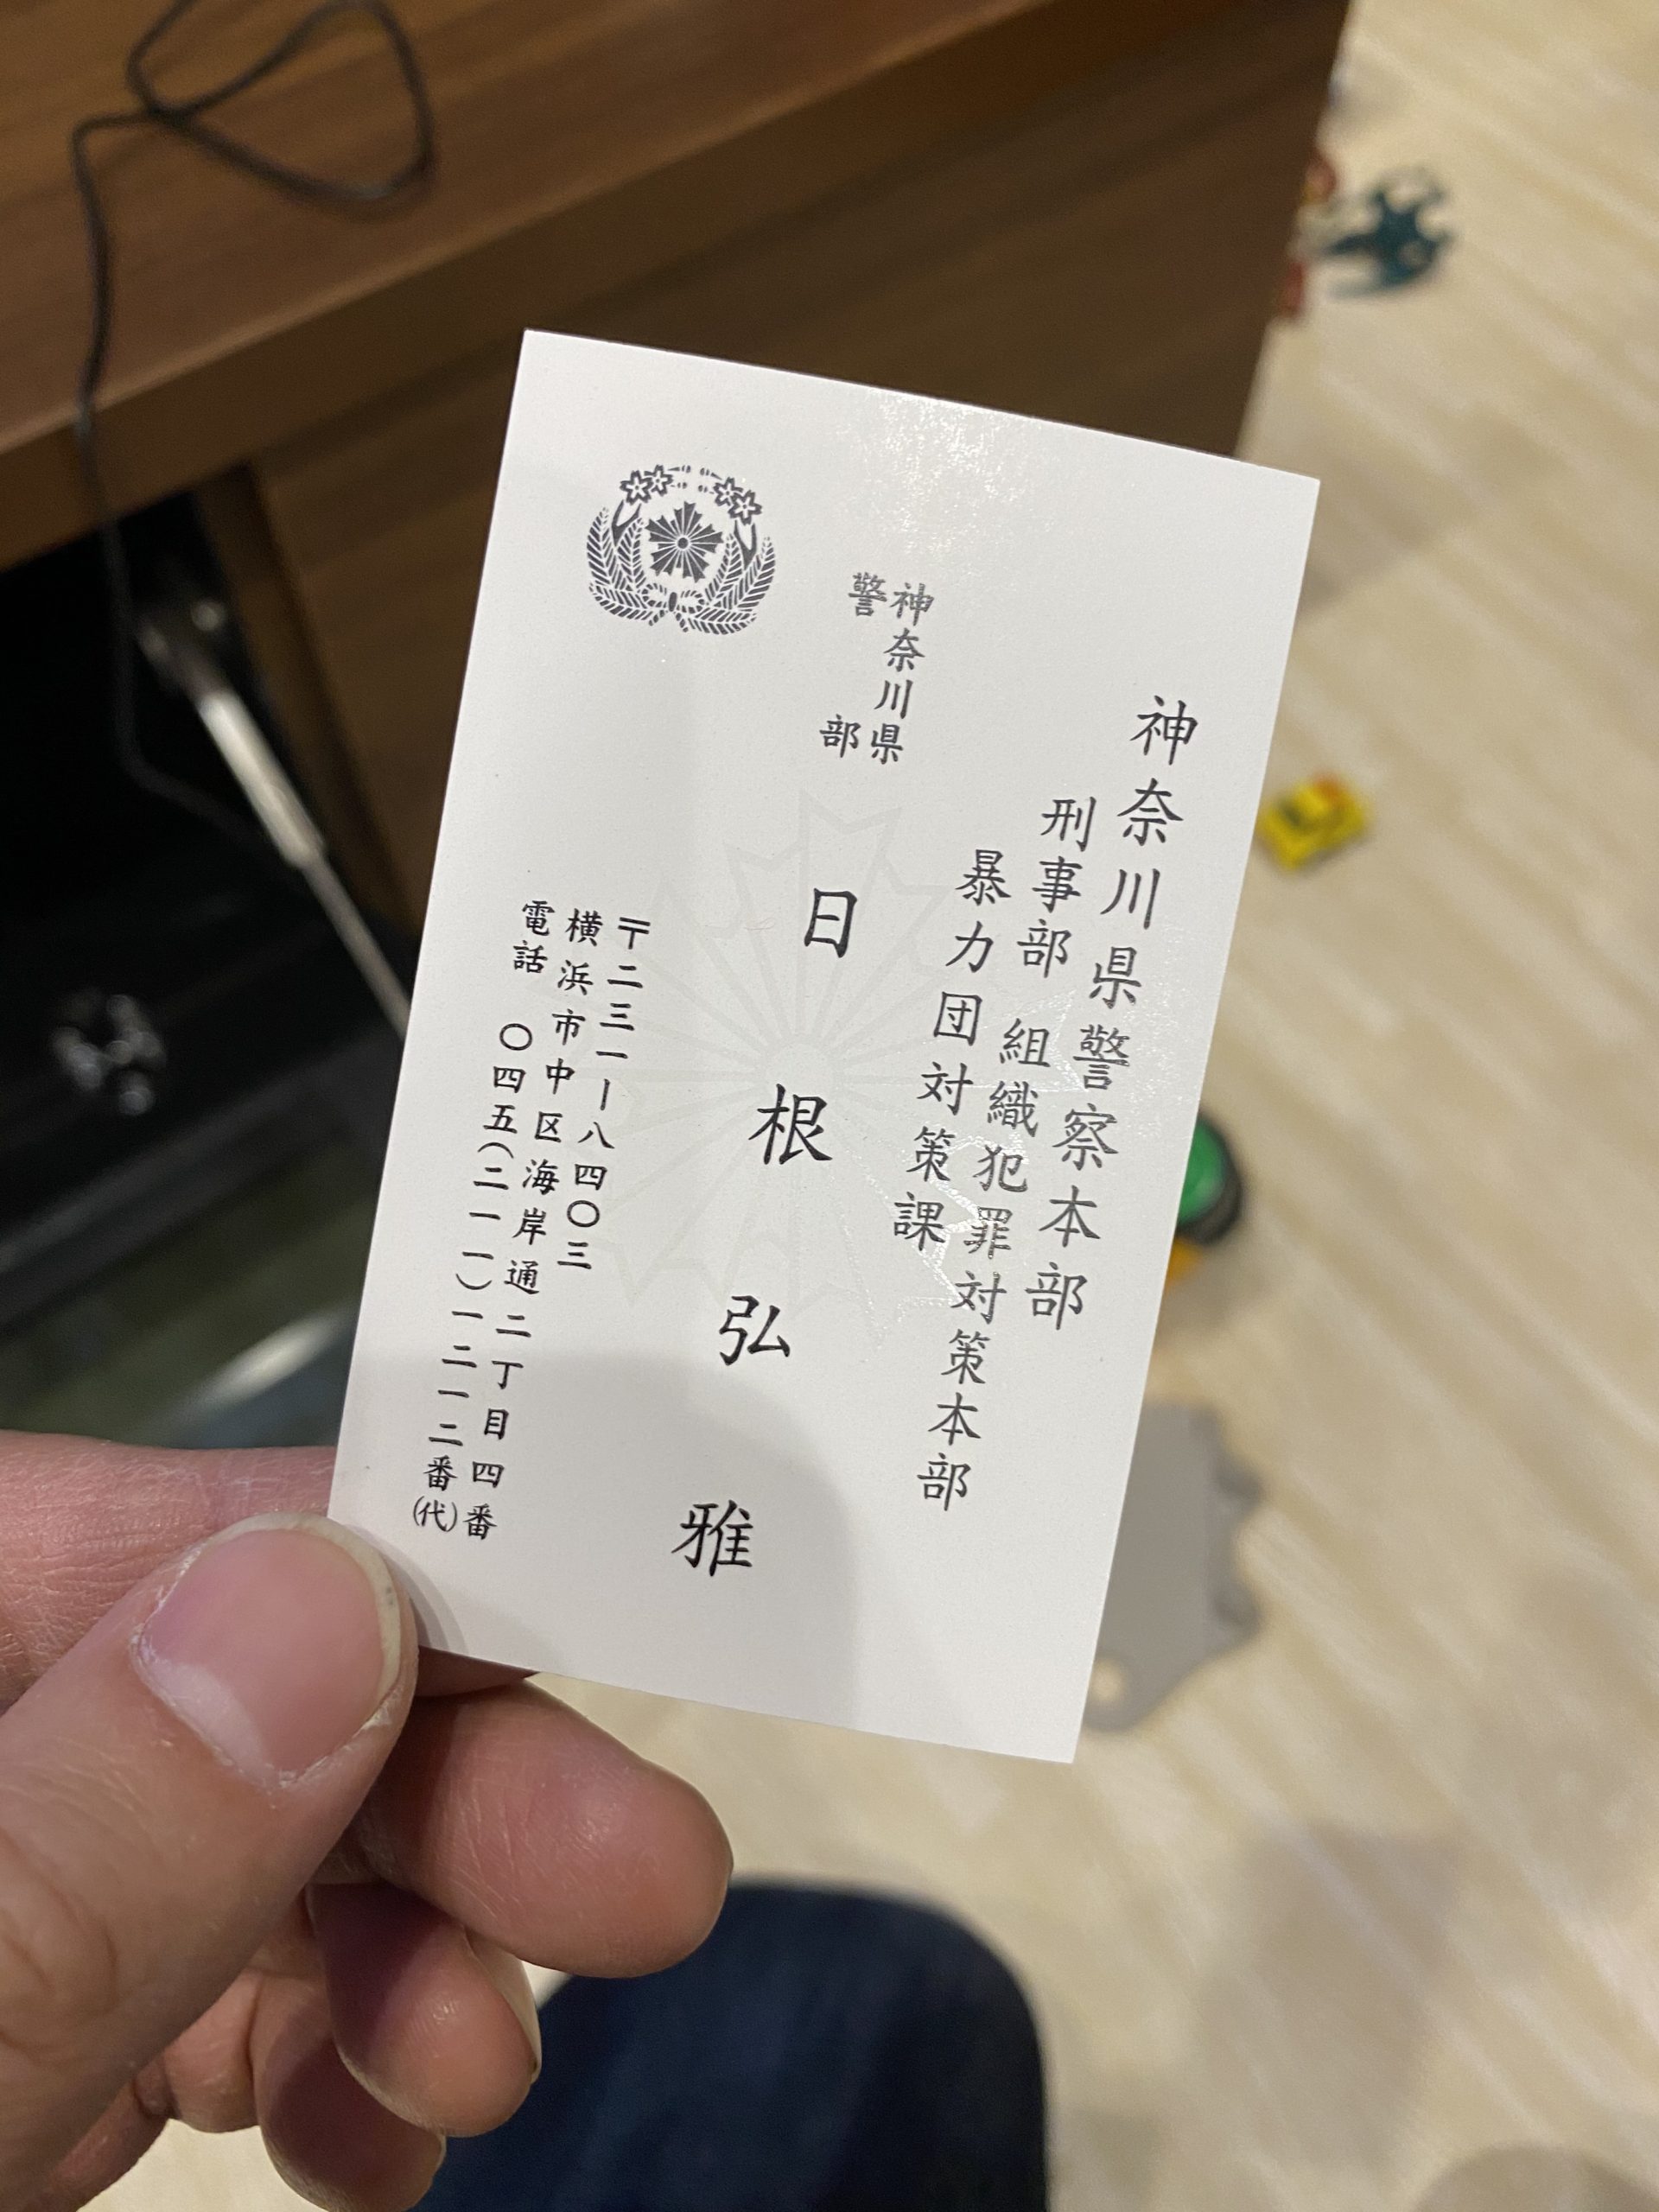 神奈川県警察本部
刑事部 組織犯罪対策本部
暴力団対策課
神奈川県
警部
日根弘雅
〒二三一ー八四〇三
横浜市中区海岸通二丁目四番
電話 〇四五(二一一)一二一二番(代)